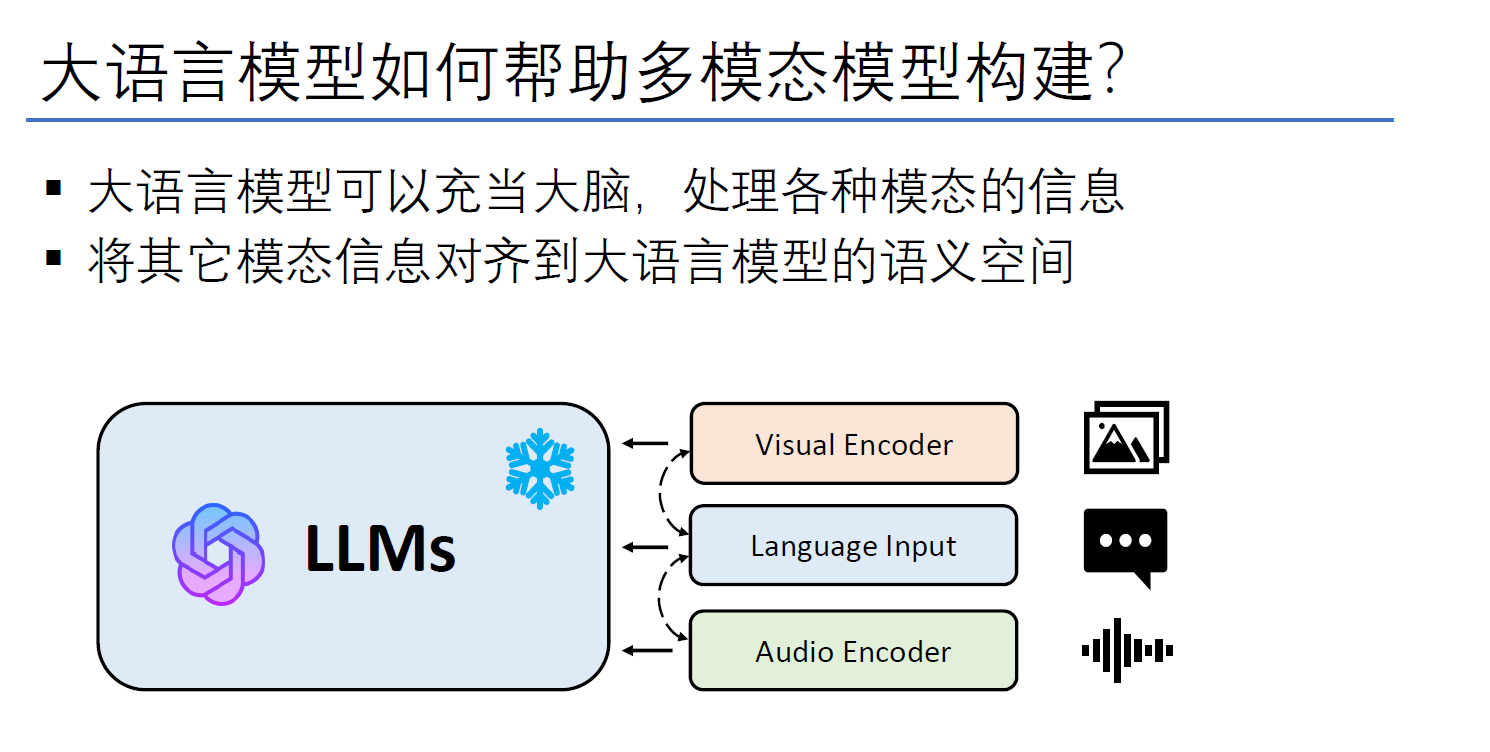 大语言模型如何帮助多模态模型构建?
▪ 大语言模型可以充当大脑，处理各种模态的信息
▪ 将其它模态信息对齐到大语言模型的语义空间
LLMs
Visual Encoder
Language Input
Audio Encoder